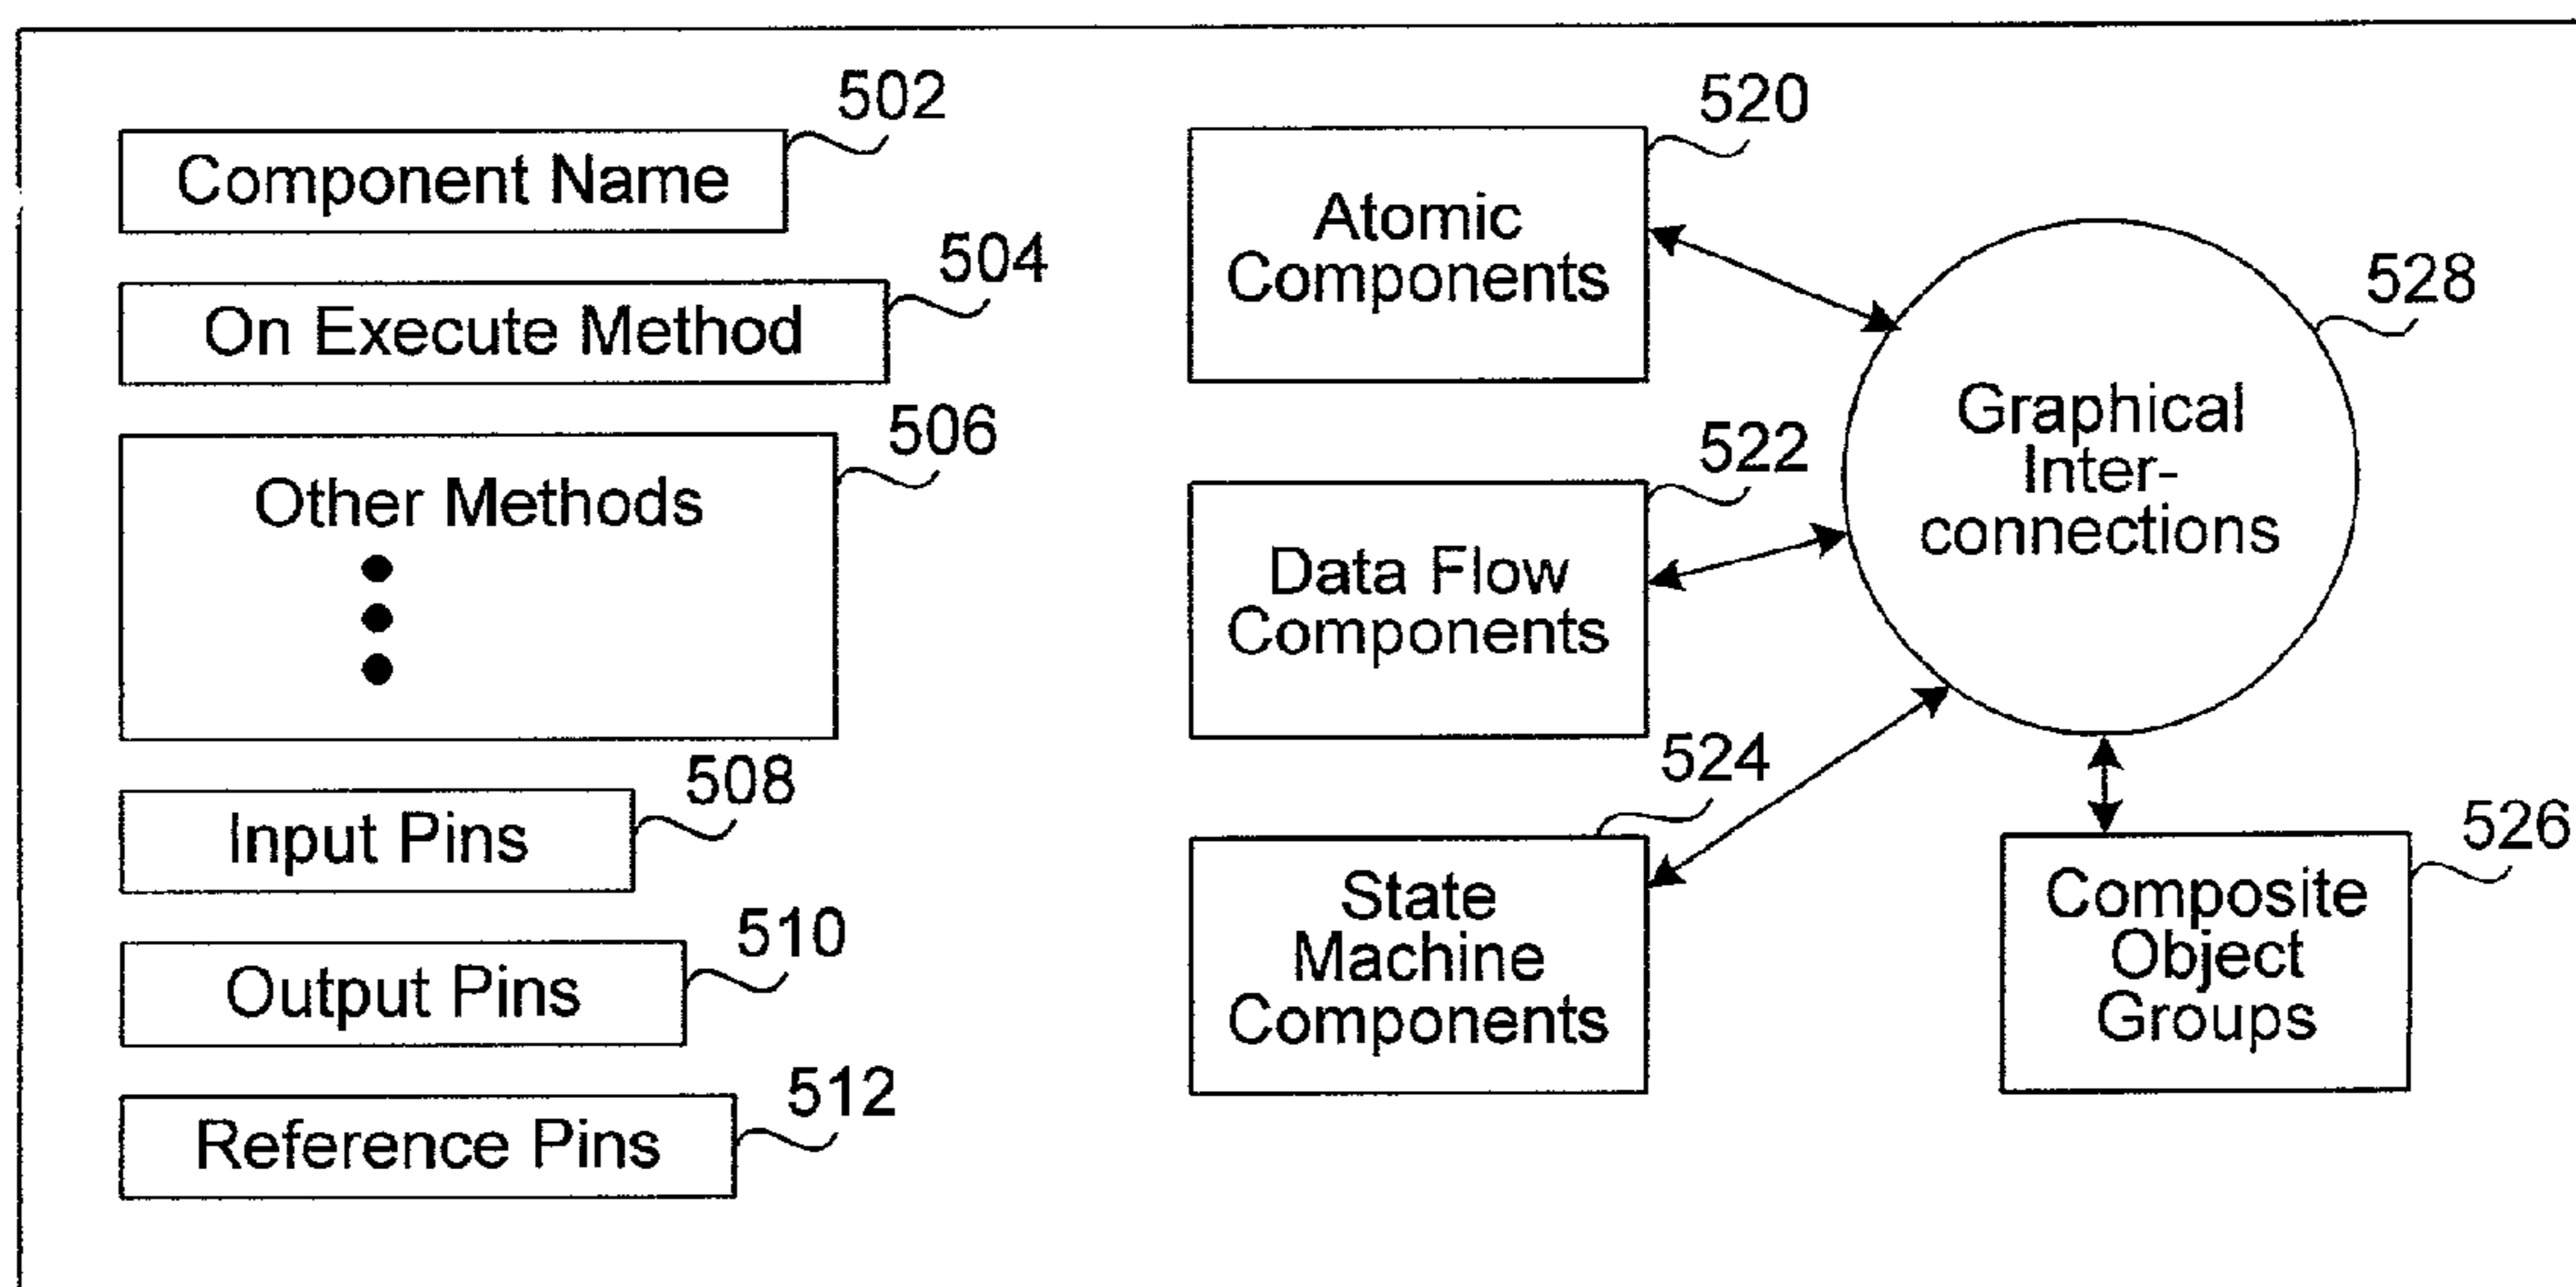 502
Component Name
504
On Execute Method
506
Other Methods
508
Input Pins
510
Output Pins
512
Reference Pins
520
Atomic
Components
522
Data Flow
Components
524
State
Machine
Components
528
Graphical
Inter-
connections
526
Composite
Object
Groups